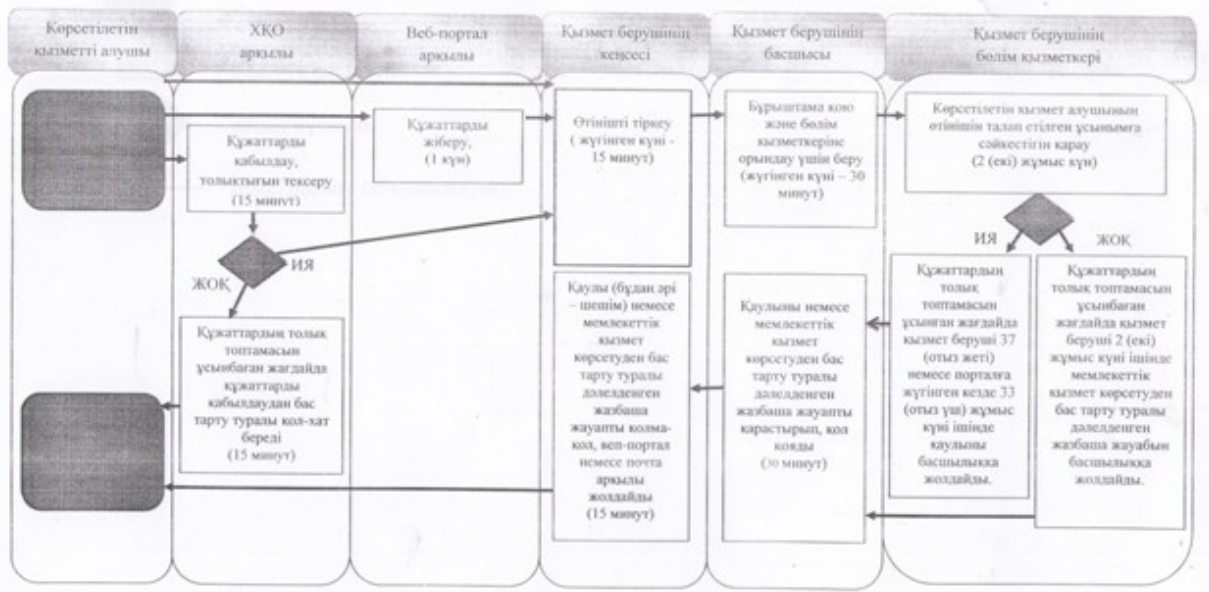 Көрсетілетін
қызметті алушы
ХҚО
арқылы
Веб-портал
арқылы
Қызмет берушінің
кеңсесі
Қызмет берушінің
басшысы
Қызмет берушінің
бөлім қызметкері
Құжаттарды
қабылдау,
толықтығын тексеру
(15 минут)
ИЯ
ЖОҚ
Құжаттардың толық
топтамасын
ұсынбаған жағдайда
құжаттарды
қабылдаудан бас
тарту туралы қол-хат
береді
(15 минут)
Құжаттарды
жіберу,
(1 күн)
Өтінішті тіркеу
( жүгінген күні -
15 минут)
Қаулы (бұдан әрі
– шешім) немесе
мемлекеттік
қызмет
көрсетуден бас
тарту туралы
дәлелденген
жазбаша
жауапты қолма-
қол, веп-портал
немесе почта
арқылы
жолдайды
(15 минут)
Бұрыштама қою
және бөлім
қызметкеріне
орындау үшін беру
(жүгінген күні – 30
минут)
Қаулыны немесе
мемлекеттік
қызмет
көрсетуден бас
тарту туралы
дәлелденген
жазбаша жауапты
қарастырып, қол
қояды
(30 минут)
Көрсетілетін қызмет алушының
өтінішін талап етілген ұсынымға
сәйкестігін қарау
(2 (екі) жұмыс күн)
ИЯ
ЖОҚ
Құжаттардың
толық
топтамасын
ұсынған жағдайда
қызмет беруші 37
(отыз жеті)
немесе порталға
жүгінген кезде 33
(отыз үш) жұмыс
күні ішінде
қаулыны
басшылыққа
жолдайды.
Құжаттардың
толық топтамасын
ұсынбаған
жағдайда қызмет
беруші 2 (екі)
жұмыс күні ішінде
мемлекеттік
қызмет көрсетуден
бас тарту туралы
дәлелденген
жазбаша жауабын
басшылыққа
жолдайды.